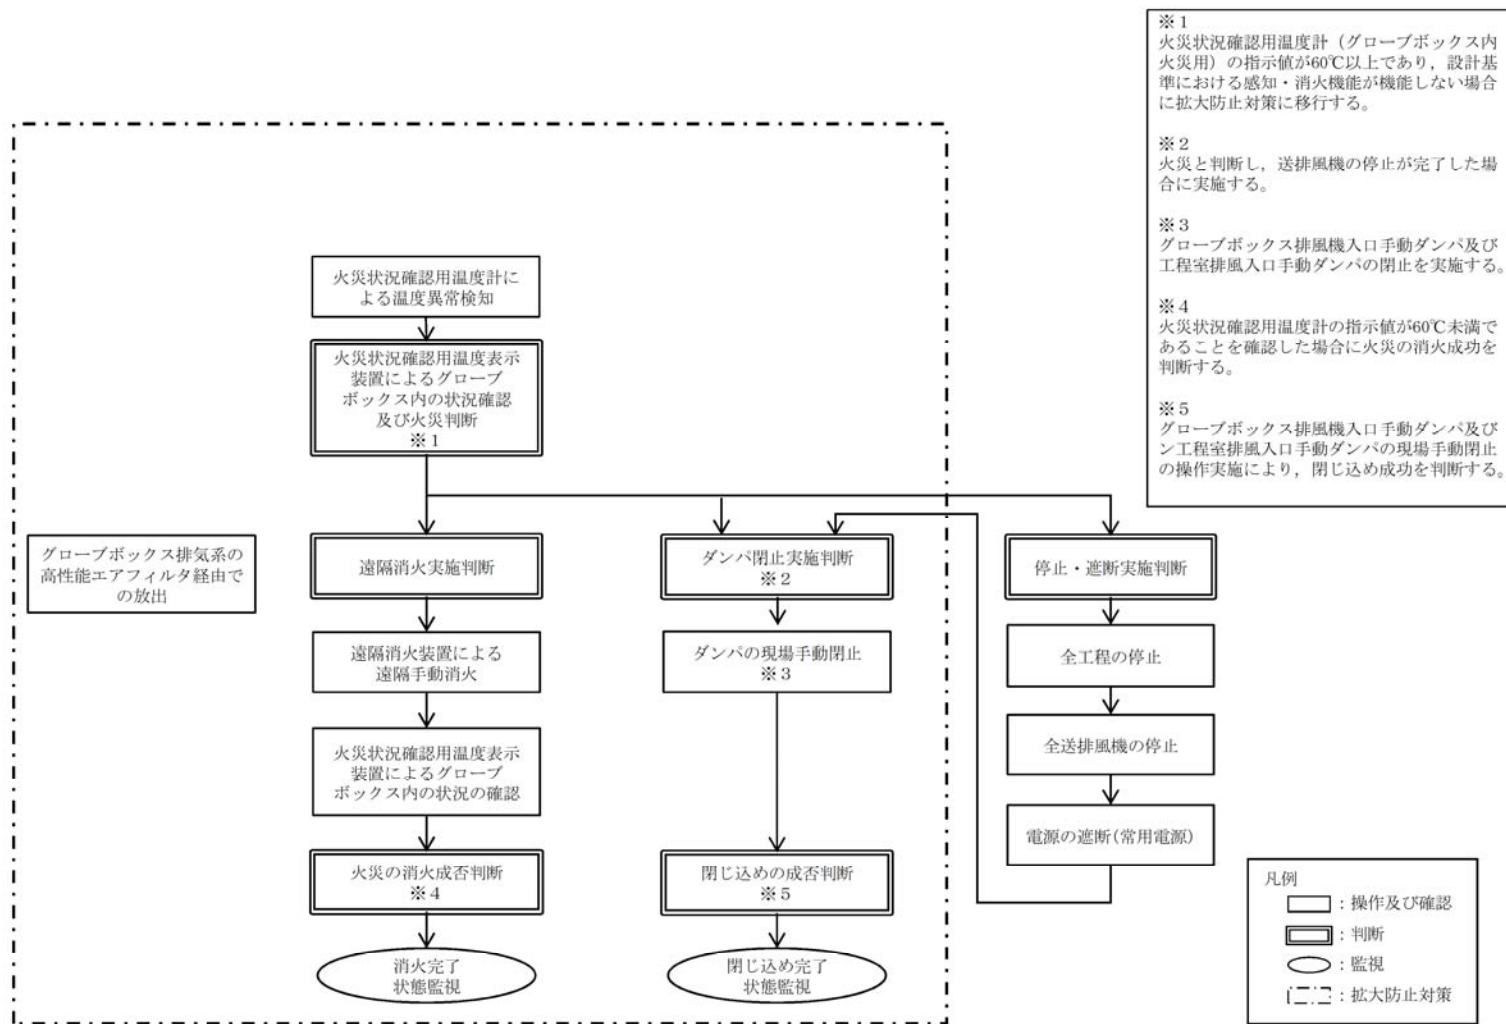 ※１
火災状況確認用温度計（グローブボックス内
火災用）の指示値が60℃以上であり，設計基
準における感知・消火機能が機能しない場合
に拡大防止対策に移行する。
※２
火災と判断し，送排風機の停止が完了した場
合に実施する。
※３
グローブボックス排風機入口手動ダンパ及び
工程室排風入口手動ダンパの閉止を実施する。
※４
火災状況確認用温度計の指示値が60℃未満で
あることを確認した場合に火災の消火成功を
判断する。
※５
グローブボックス排風機入口手動ダンパ及び
ン工程室排風入口手動ダンパの現場手動閉止
の操作実施により，閉じ込め成功を判断する。
火災状況確認用温度計に
よる温度異常検知
火災状況確認用温度表示
装置によるグローブ
ボックス内の状況確認
及び火災判断
※１
グローブボックス排気系の
高性能エアフィルタ経由で
の放出
遠隔消火実施判断
遠隔消火装置による
遠隔手動消火
火災状況確認用温度表示
装置によるグローブ
ボックス内の状況の確認
火災の消火成否判断
※４
消火完了
状態監視
ダンパ閉止実施判断
※２
ダンパの現場手動閉止
※３
閉じ込めの成否判断
※５
閉じ込め完了
状態監視
停止・遮断実施判断
全工程の停止
全送排風機の停止
電源の遮断(常用電源)
凡例
：操作及び確認
：判断
：監視
：拡大防止対策